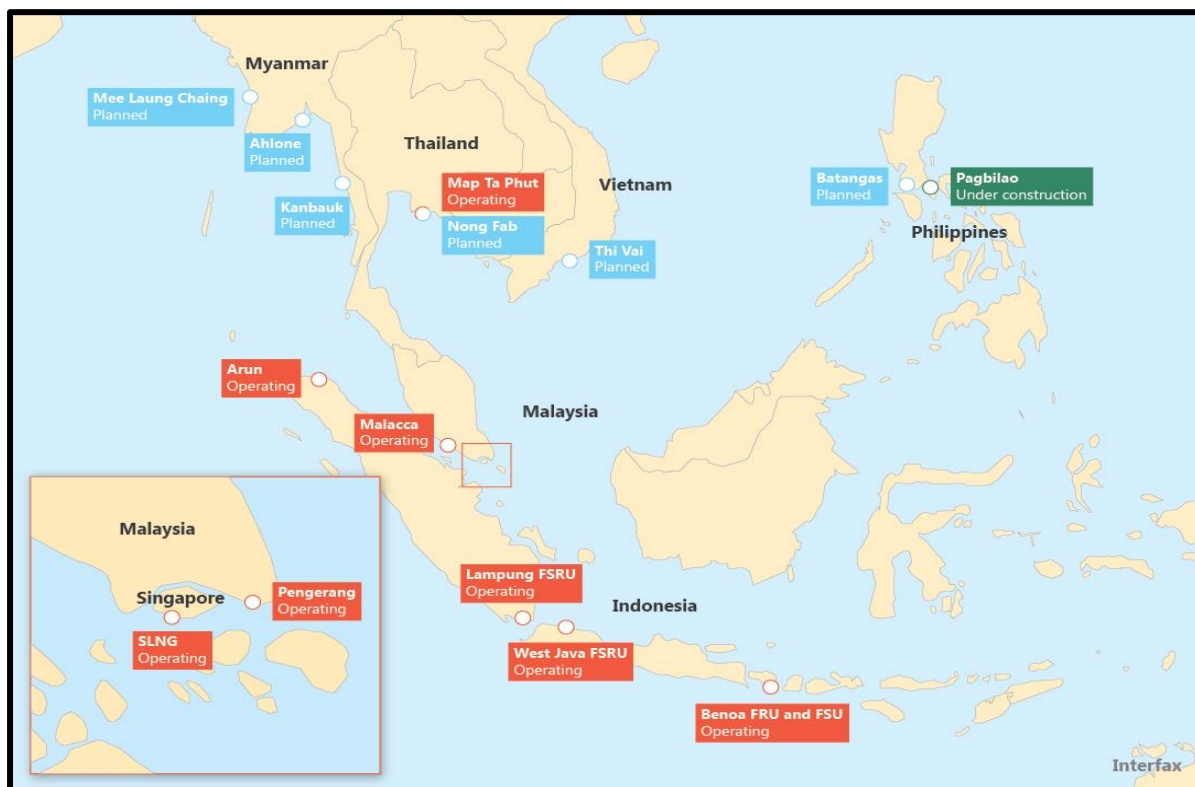 Myanmar
Mee Laung Chaing
Planned
Ahlone
Planned
Thailand
Kanbauk
Planned
Map Ta Phut
Operating
Nong Fab
Planned
Vietnam
Thi Vai
Planned
Batangas
Planned
Pagbilao
Under construction
Philippines
Arun
Operating
Malacca
Operating
Malaysia
Malaysia
Singapore
Pengerang
Operating
SLNG
Operating
Lampung FSRU
Operating
Indonesia
West Java FSRU
Operating
Benoa FRU and FSU
Operating
Interfax